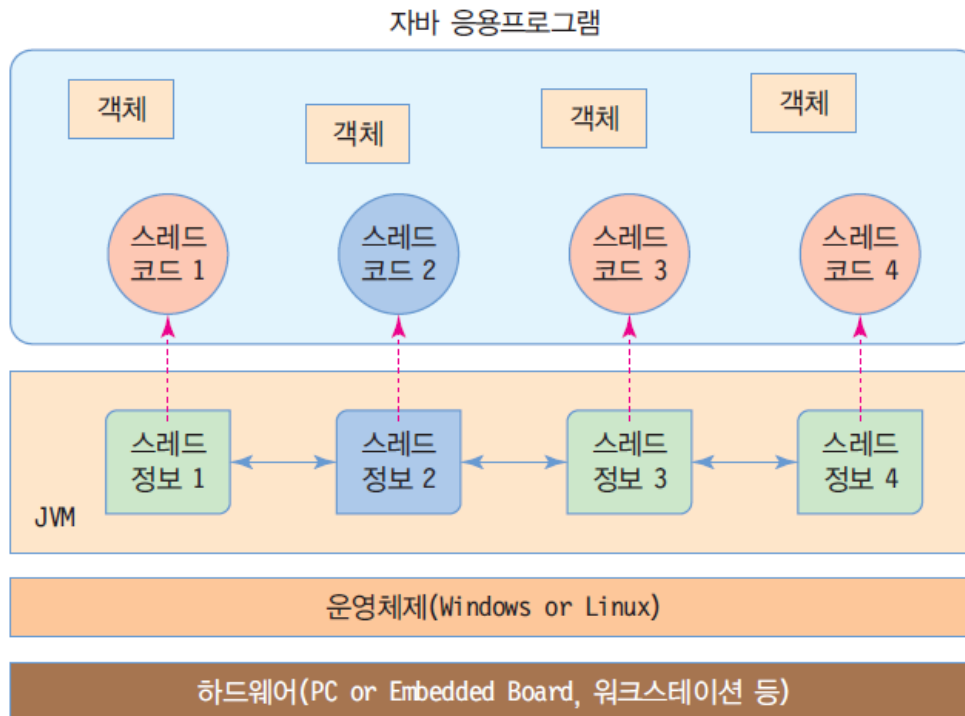 자바 응용프로그램
객체
객체
객체
객체
스레드
코드 1
스레드
코드 2
스레드
코드 3
스레드
코드 4
스레드
정보 1
스레드
정보 2
스레드
정보 3
스레드
정보 4
JVM
운영체제(Windows or Linux)
하드웨어(PC or Embedded Board, 워크스테이션 등)